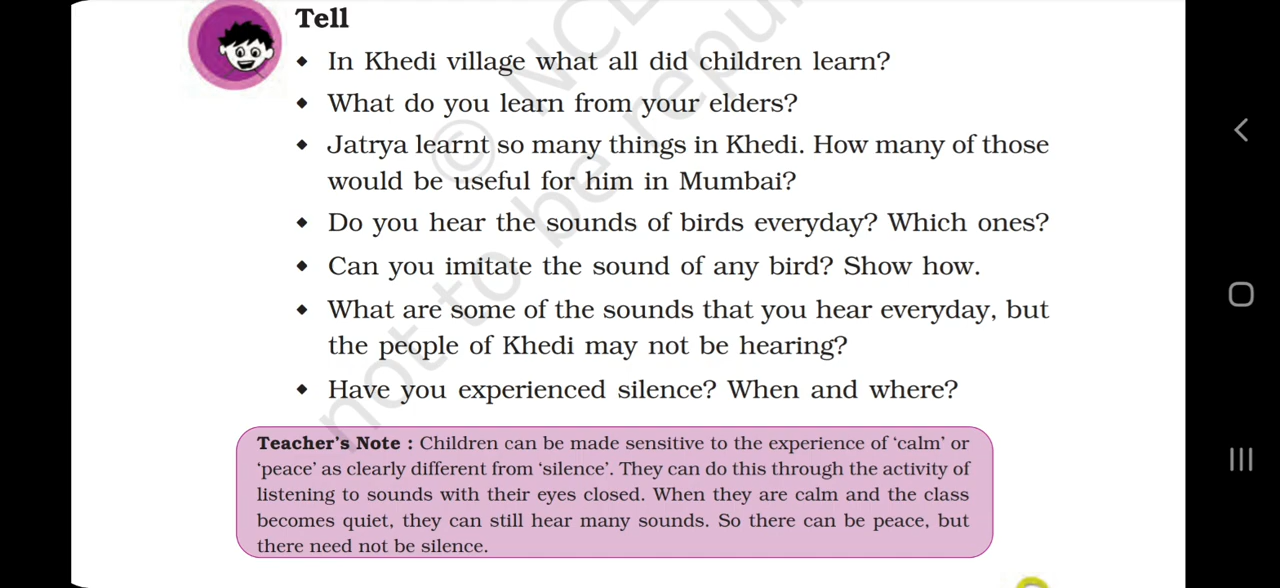 Tell
◆ In Khedi village what all did children learn?
◆ What do you learn from your elders?
◆ Jatrya learnt so many things in Khedi. How many of those
would be useful for him in Mumbai?
◆ Do you hear the sounds of birds everyday? Which ones?
◆ Can you imitate the sound of any bird? Show how.
◆ What are some of the sounds that you hear everyday, but
the people of Khedi may not be hearing?
◆ Have you experienced silence? When and where?
Teacher's Note : Children can be made sensitive to the experience of 'calm' or
'peace' as clearly different from 'silence'. They can do this through the activity of
listening to sounds with their eyes closed. When they are calm and the class
becomes quiet, they can still hear many sounds. So there can be peace, but
there need not be silence.
© NC
not to be repu